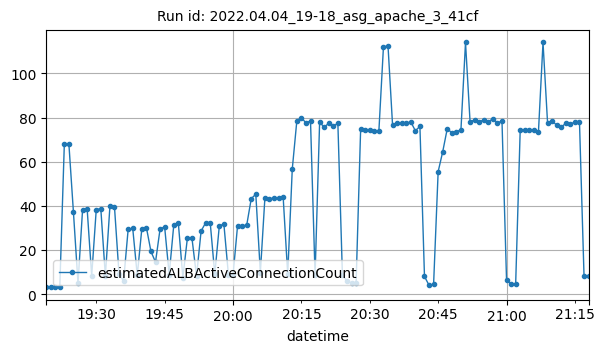 Run id: 2022.04.04_19-18_asg_apache_3_41cf
100
80
60
40
20
0
estimatedALBActiveConnectionCount
19:30 19:45 20:00 20:15 20:30 20:45 21:00 21:15
datetime